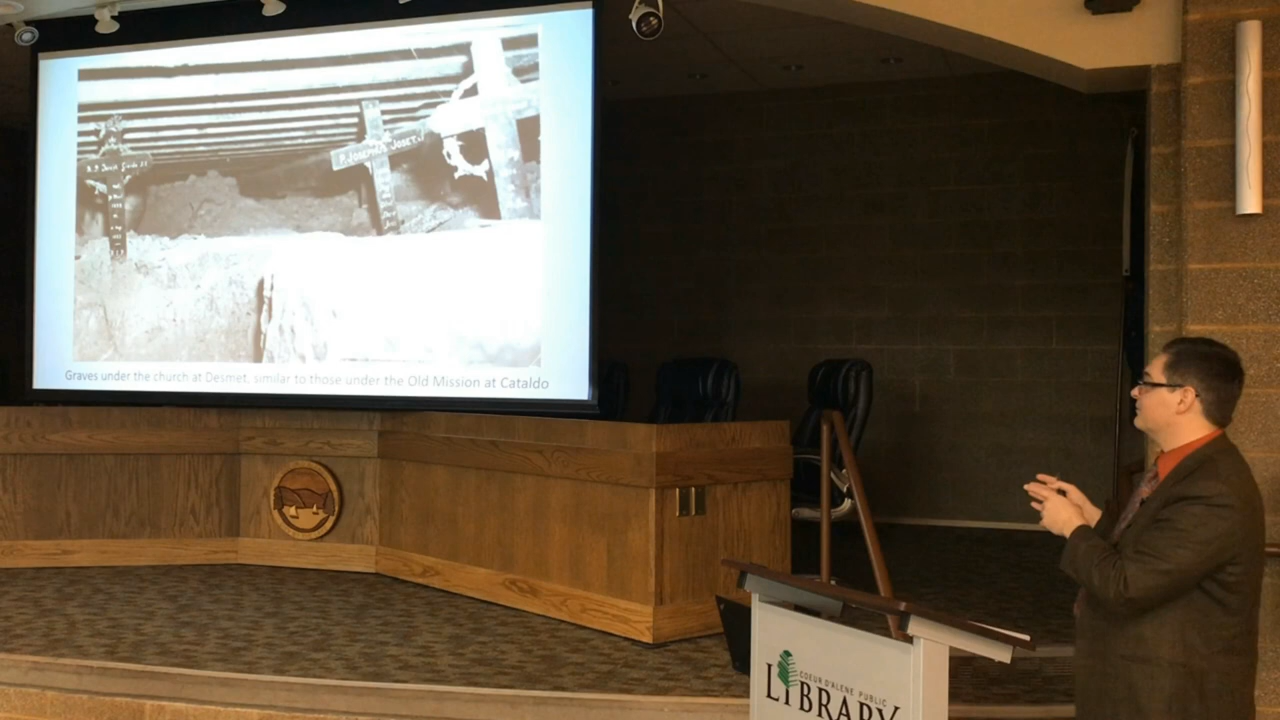 P. JOSEPH JOSET
Graves under the church at Desmet, similar to those under the Old Mission at Cataldo
COEUR D'ALENE PUBLIC
LIBRARY